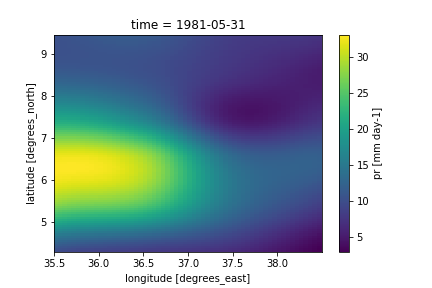 time = 1981-05-31
9
8
7
6
5
latitude [degrees_north]
35.5 36.0 36.5 37.0 37.5 38.0
longitude [degrees_east]
30
25
20
15
10
5
pr [mm day-1]